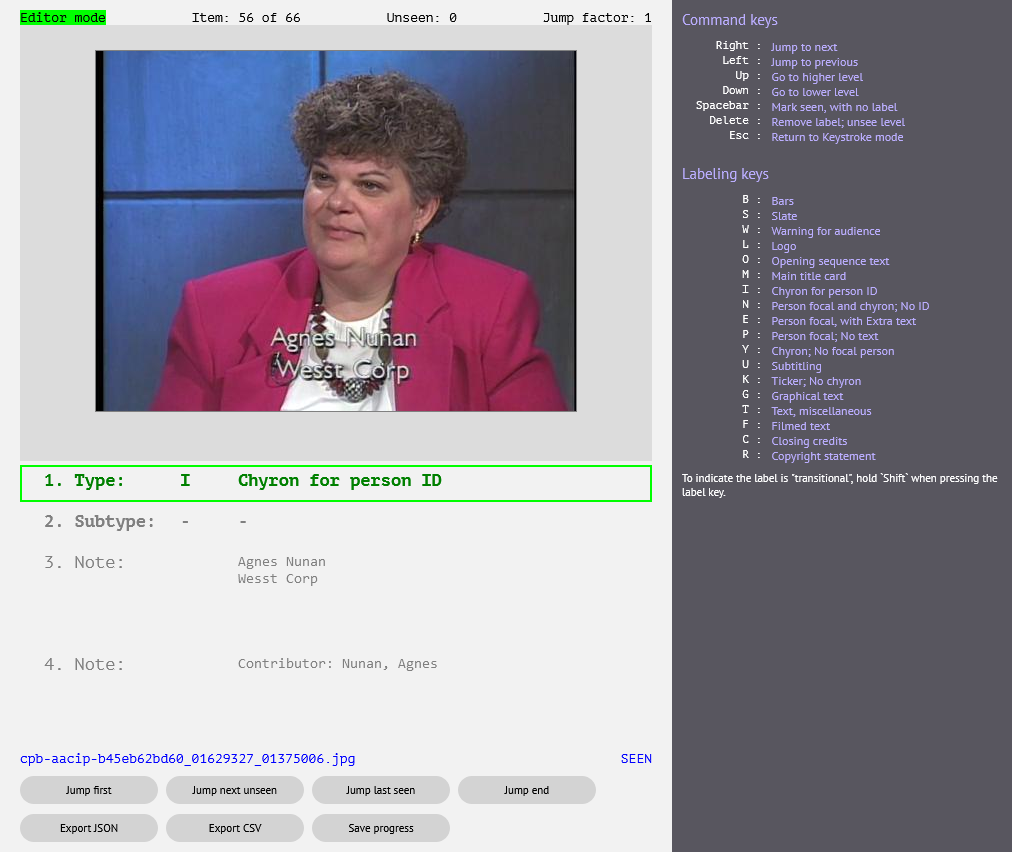 Editor mode Item: 56 of 66 Unseen: 0 Jump factor: 1
Agnes Nunan
Wesst Corp
1. Type: I Chyron for person ID
2. Subtype: - -
3. Note: Agnes Nunan
Wesst Corp
4. Note: Contributor: Nunan, Agnes
cpb-aacip-b45eb62bd60_01629327_01375006.jpg SEEN
Jump first Jump next unseen Jump last seen Jump end
Export JSON Export CSV Save progress
Command keys
Right : Jump to next
Left : Jump to previous
Up : Go to higher level
Down : Go to lower level
Spacebar : Mark seen, with no label
Delete : Remove label; unsee level
Esc : Return to Keystroke mode
Labeling keys
B : Bars
S : Slate
W : Warning for audience
L : Logo
O : Opening sequence text
M : Main title card
I : Chyron for person ID
N : Person focal and chyron; No ID
E : Person focal, with Extra text
P : Person focal; No text
Y : Chyron; No focal person
U : Subtitling
K : Ticker; No chyron
G : Graphical text
T : Text, miscellaneous
F : Filmed text
C : Closing credits
R : Copyright statement
To indicate the label is "transitional", hold `Shift` when pressing the
label key.